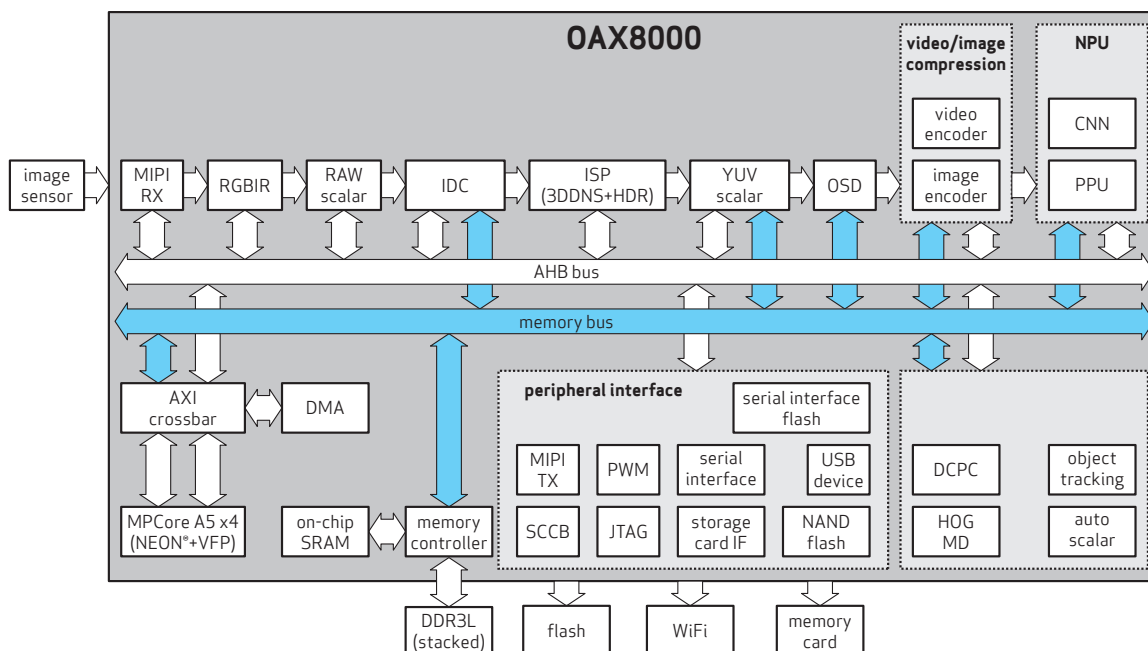 OAX8000
video/image
compression
NPU
video
encoder
CNN
image
sensor
MIPI
RX
RGBIR
RAW
scalar
IDC
ISP
(3DDNS+HDR)
YUV
scalar
OSD
image
encoder
PPU
AHB bus
memory bus
AXI
crossbar
DMA
peripheral interface
serial interface
flash
MIPI
TX
PWM
serial
interface
USB
device
DCPC
object
tracking
MPCore A5 x4
(NEON®+VFP)
on-chip
SRAM
memory
controller
SCCB
JTAG
storage
card IF
NAND
flash
HOG
MD
auto
scalar
DDR3L
(stacked)
flash
WiFi
memory
card